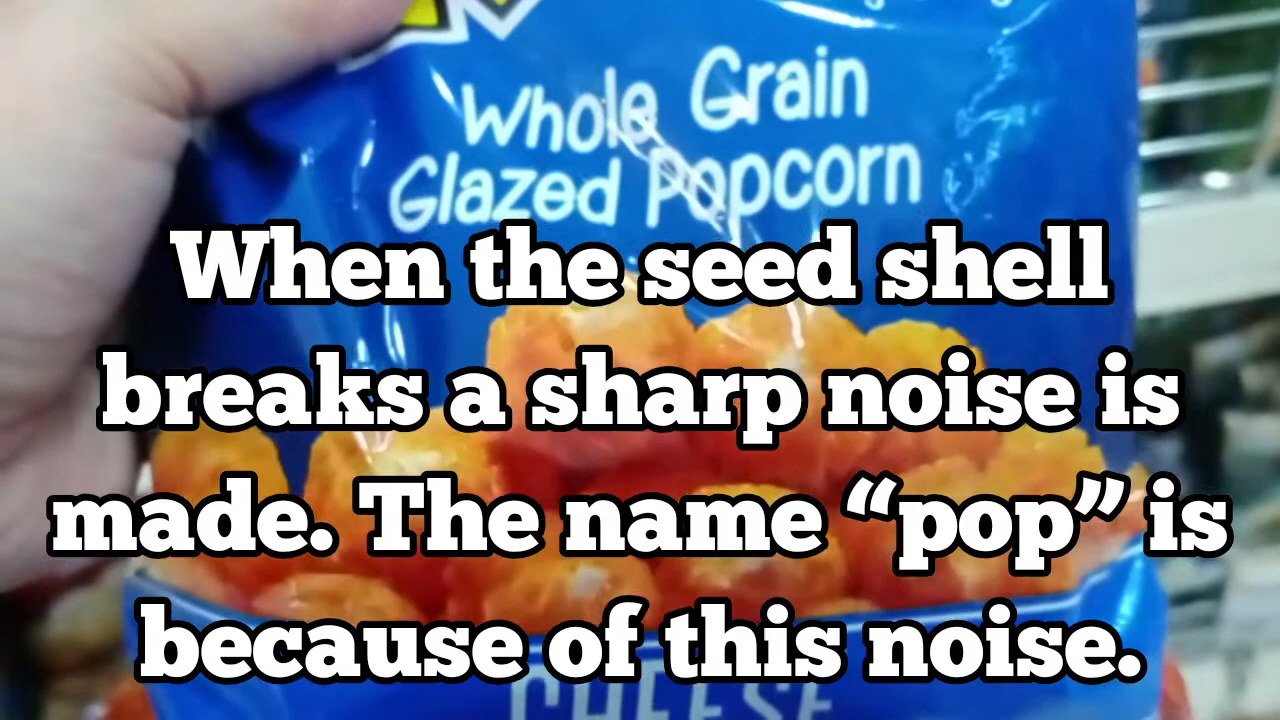 Whole Grain
Glazed Popcorn
When the seed shell
breaks a sharp noise is
made. The name “pop” is
because of this noise.
CHEESE